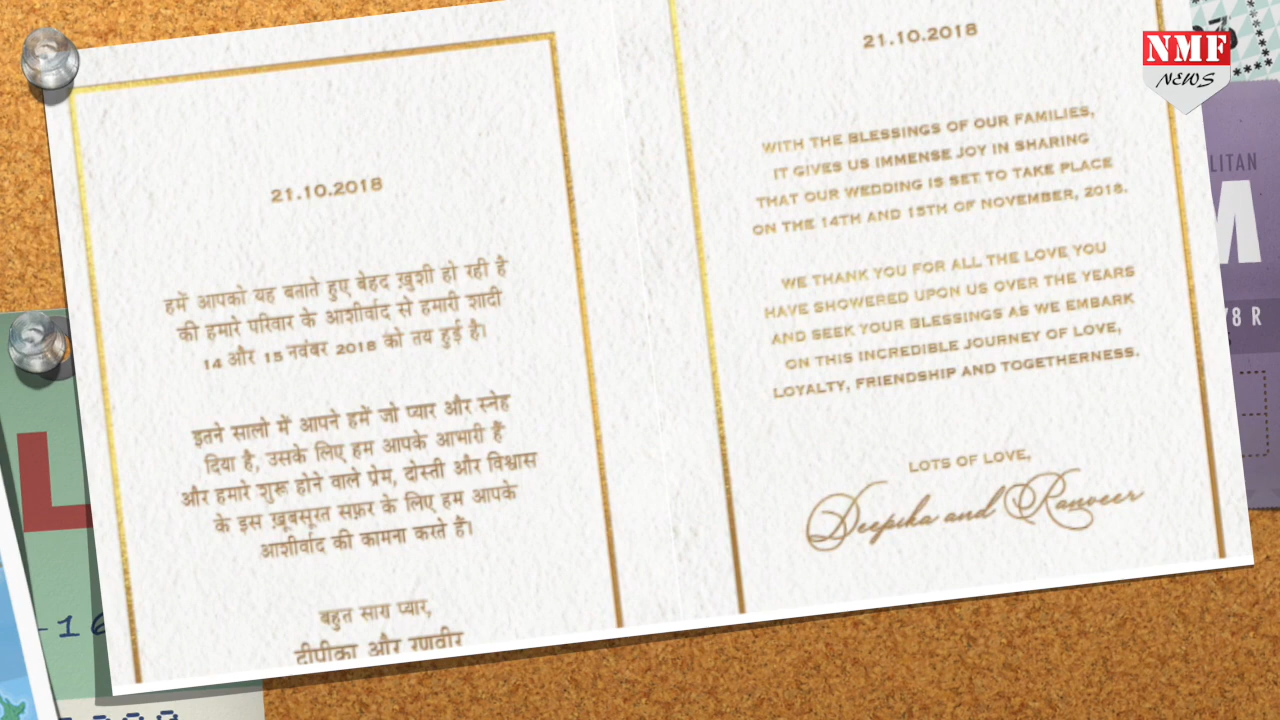 21.10.2018
हमें आपको यह बताते हुए बेहद ख़ुशी हो रही है
की हमारे परिवार के आशीर्वाद से हमारी शादी
14 और 15 नवंबर 2018 को तय हुई है।
इतने सालो में आपने हमें जो प्यार और स्नेह
दिया है, उसके लिए हम आपके आभारी हैं
और हमारे शुरू होने वाले प्रेम, दोस्ती और विश्वास
के इस ख़ूबसूरत सफ़र के लिए हम आपके
आशीर्वाद की कामना करते हैं।
बहुत सारा प्यार,
दीपीका और रणवीर
21.10.2018
WITH THE BLESSINGS OF OUR FAMILIES,
IT GIVES US IMMENSE JOY IN SHARING
THAT OUR WEDDING IS SET TO TAKE PLACE
ON THE 14TH AND 15TH OF NOVEMBER, 2018.
WE THANK YOU FOR ALL THE LOVE YOU
HAVE SHOWERED UPON US OVER THE YEARS
AND SEEK YOUR BLESSINGS AS WE EMBARK
ON THIS INCREDIBLE JOURNEY OF LOVE,
LOYALTY, FRIENDSHIP AND TOGETHERNESS.
LOTS OF LOVE,
Deepika and Ranveer
NMF
NEWS
LITAN
M
V8 R
L
-16